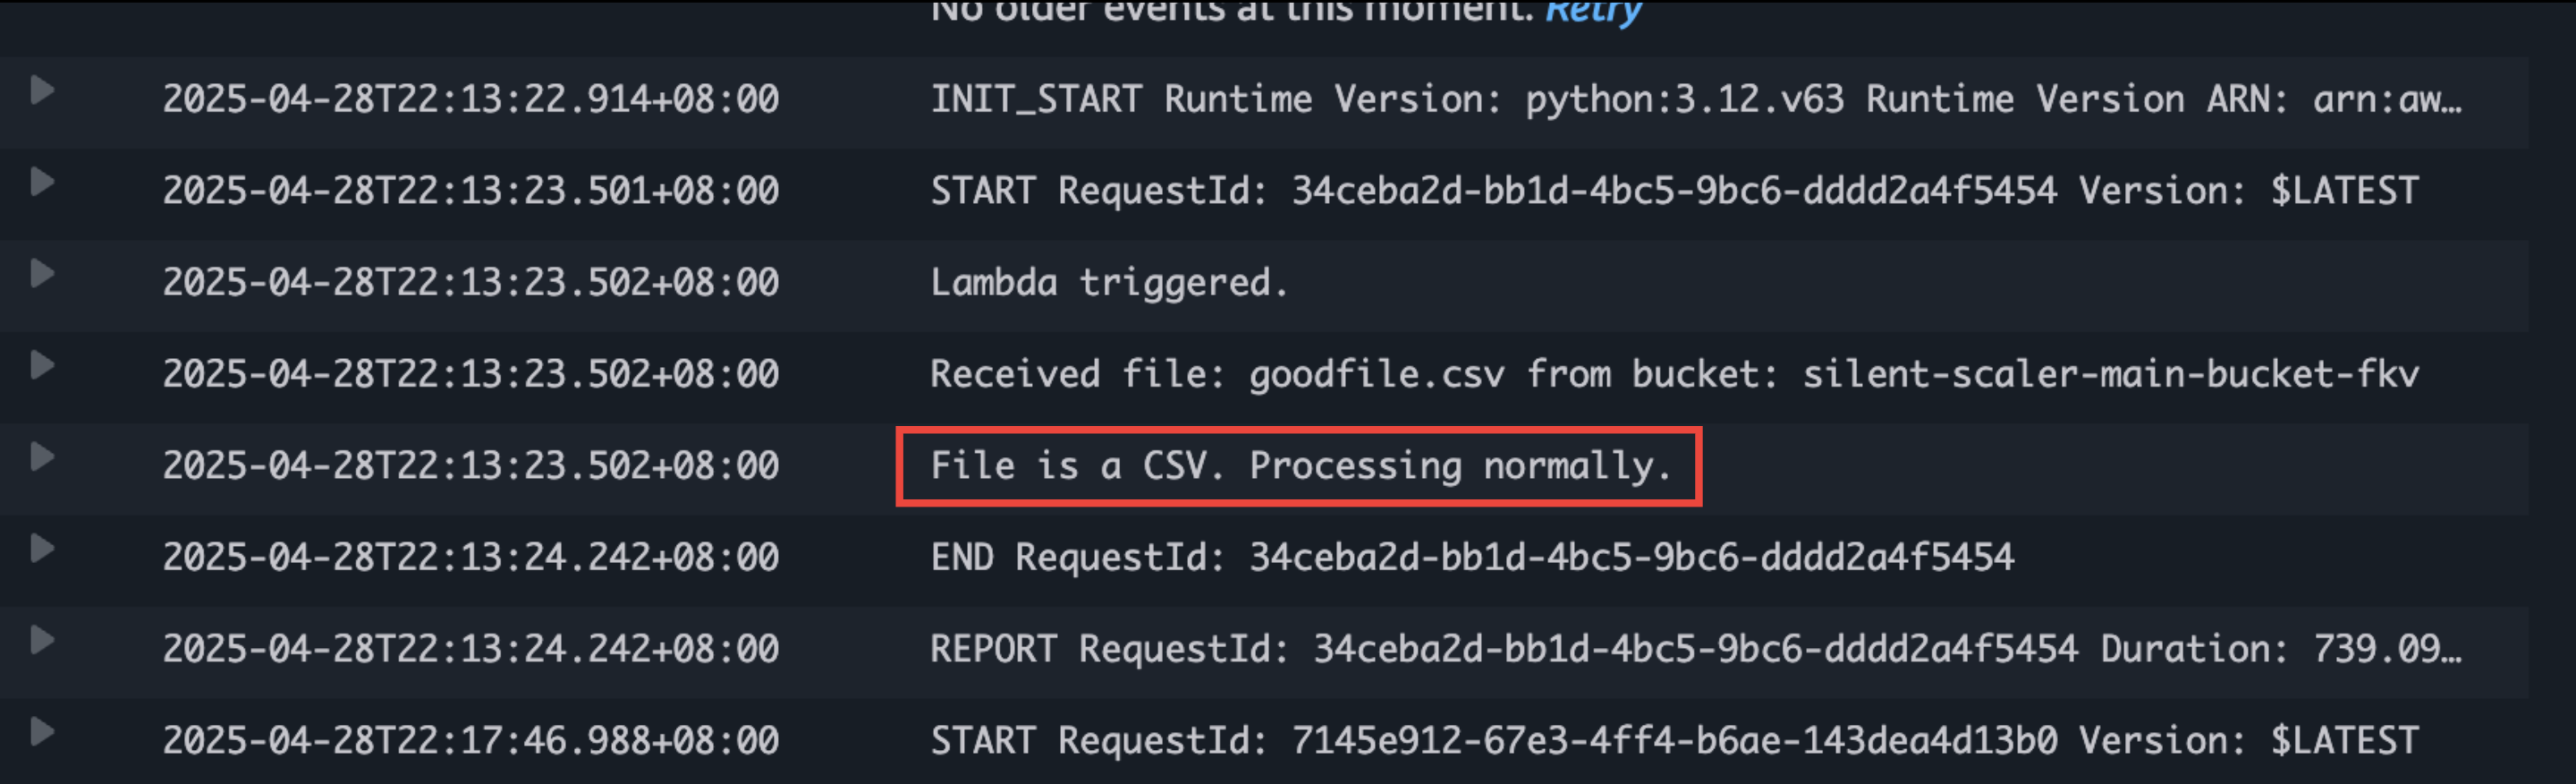 No older events at this moment. Retry
2025-04-28T22:13:22.914+08:00 INIT_START Runtime Version: python:3.12.v63 Runtime Version ARN: arn:aw…
2025-04-28T22:13:23.501+08:00 START RequestId: 34ceba2d-bb1d-4bc5-9bc6-dddd2a4f5454 Version: $LATEST
2025-04-28T22:13:23.502+08:00 Lambda triggered.
2025-04-28T22:13:23.502+08:00 Received file: goodfile.csv from bucket: silent-scaler-main-bucket-fkv
2025-04-28T22:13:23.502+08:00 File is a CSV. Processing normally.
2025-04-28T22:13:24.242+08:00 END RequestId: 34ceba2d-bb1d-4bc5-9bc6-dddd2a4f5454
2025-04-28T22:13:24.242+08:00 REPORT RequestId: 34ceba2d-bb1d-4bc5-9bc6-dddd2a4f5454 Duration: 739.09…
2025-04-28T22:17:46.988+08:00 START RequestId: 7145e912-67e3-4ff4-b6ae-143dea4d13b0 Version: $LATEST